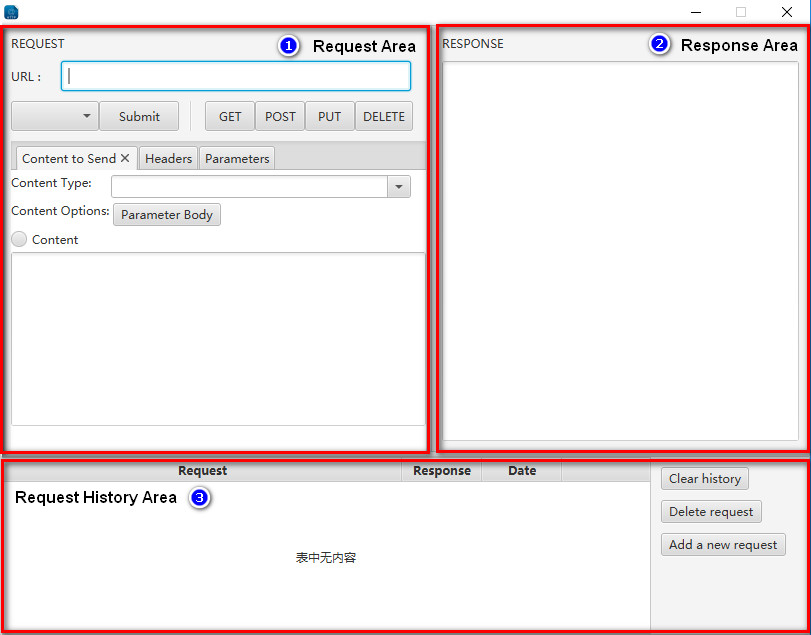 REQUEST
1 Request Area
URL :
Submit GET POST PUT DELETE
Content to Send Headers Parameters
Content Type:
Content Options: Parameter Body
Content
RESPONSE 2 Response Area
Request Response Date
Request History Area 3
表中无内容
Clear history
Delete request
Add a new request